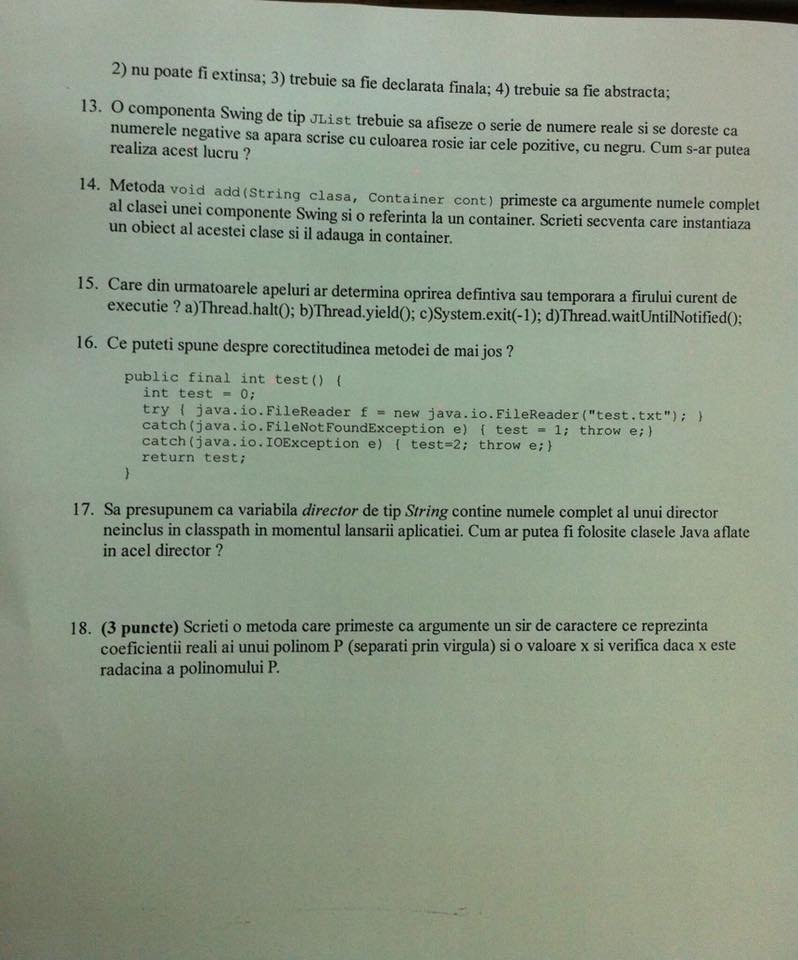 2) nu poate fi extinsa; 3) trebuie sa fie declarata finala; 4) trebuie sa fie abstracta;
13. O componenta Swing de tip JList trebuie sa afiseze o serie de numere reale si se doreste ca
numerele negative sa apara scrise cu culoarea rosie iar cele pozitive, cu negru. Cum s-ar putea
realiza acest lucru ?
14. Metoda void add(String clasa, Container cont) primeste ca argumente numele complet
al clasei unei componente Swing si o referinta la un container. Scrieti secventa care instantiaza
un obiect al acestei clase si il adauga in container.
15. Care din urmatoarele apeluri ar determina oprirea defintiva sau temporara a firului curent de
executie ? a)Thread.halt(); b)Thread.yield(); c)System.exit(-1); d)Thread.waitUntilNotified();
16. Ce puteti spune despre corectitudinea metodei de mai jos ?
public final int test() {
int test = 0;
try { java.io.FileReader f = new java.io.FileReader("test.txt"); }
catch(java.io.FileNotFoundException e) { test = 1; throw e;}
catch(java.io.IOException e) { test=2; throw e;}
return test;
}
17. Sa presupunem ca variabila director de tip String contine numele complet al unui director
neinclus in classpath in momentul lansarii aplicatiei. Cum ar putea fi folosite clasele Java aflate
in acel director ?
18. (3 puncte) Scrieti o metoda care primeste ca argumente un sir de caractere ce reprezinta
coeficientii reali ai unui polinom P (separati prin virgula) si o valoare x si verifica daca x este
radacina a polinomului P.